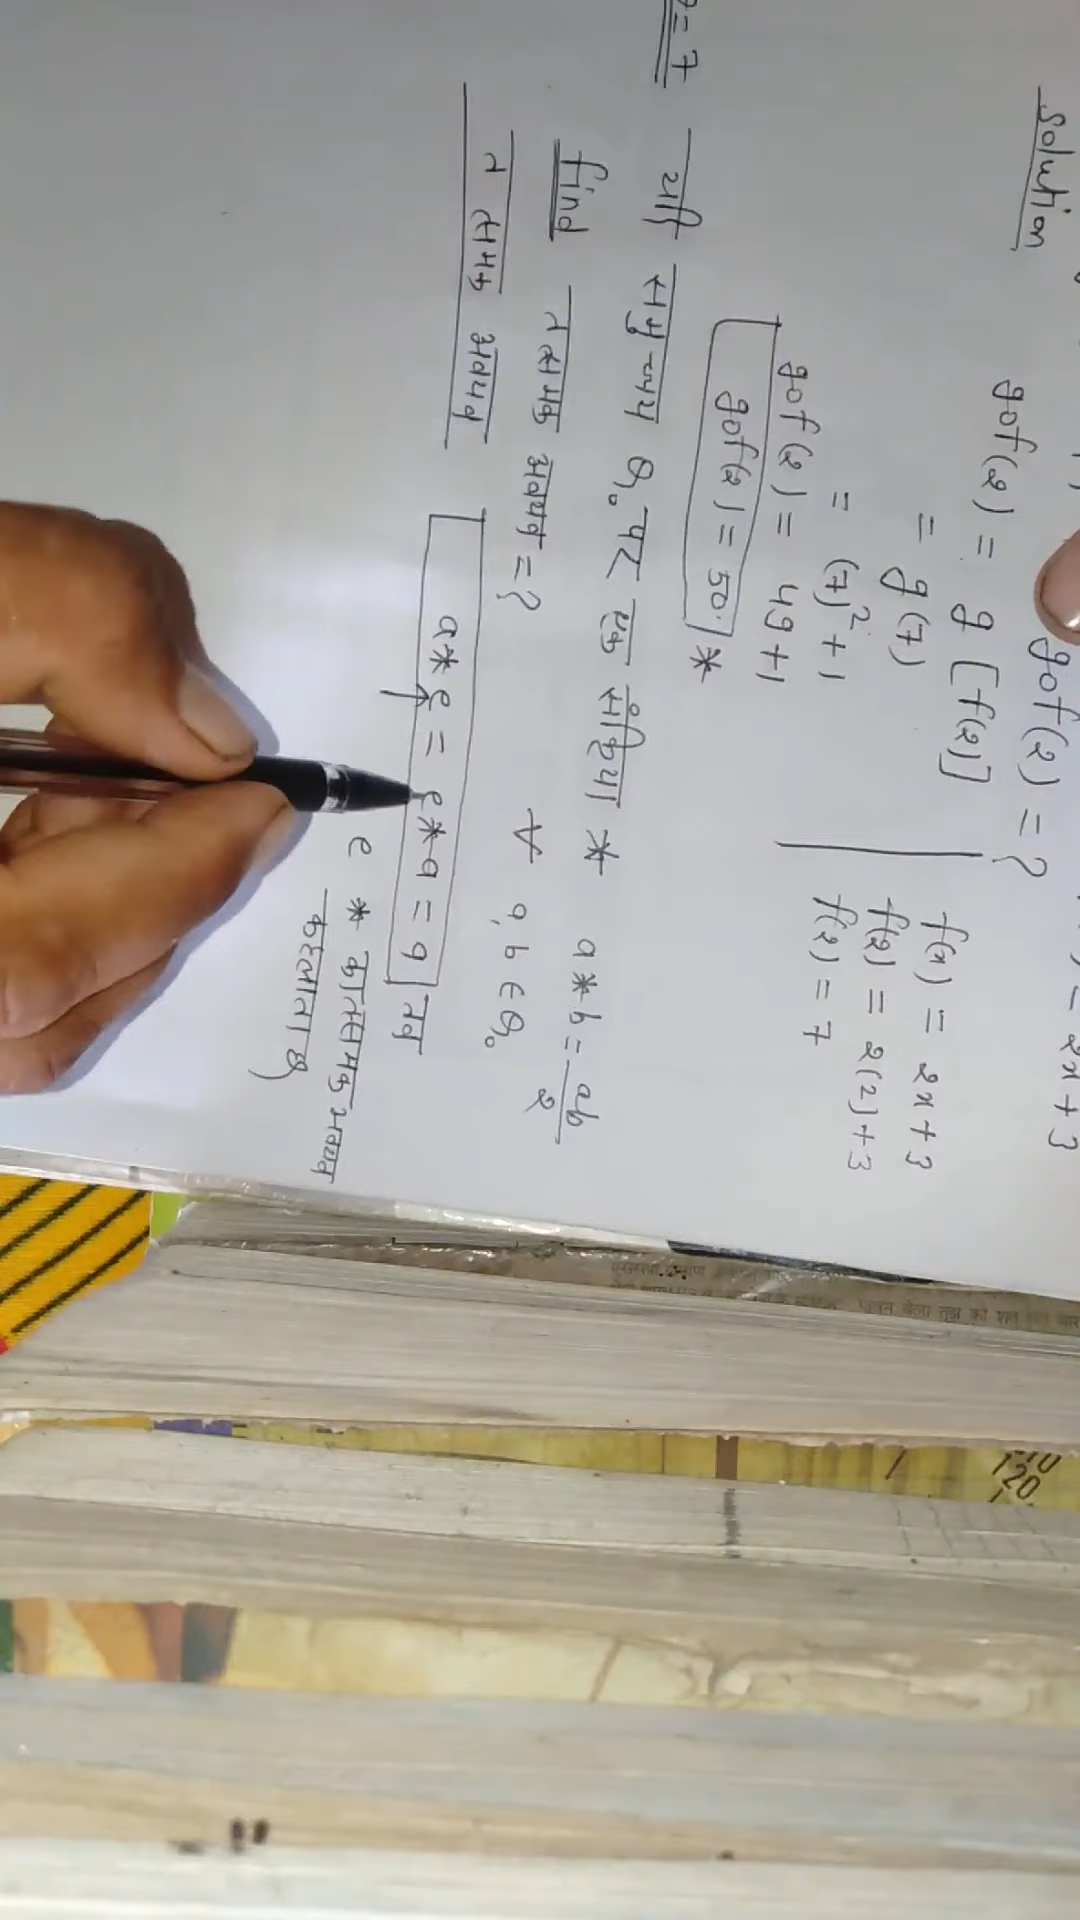 = 2x + 3
gof(2) = ?
Solution
gof(2) = g [f(2)]
= g(7)
= (7)² + 1
gof(2) = 49 + 1
gof(2) = 50 *
f(x) = 2x + 3
f(2) = 2(2) + 3
f(2) = 7
= 7 यदि समुच्चय Q₀ पर एक संक्रिया * a * b = ab/2
∀ a, b ∈ Q₀
find तत्समक अवयव = ?
तत्समक अवयव
a * e = e * a = a तब
e * का तत्समक अवयव
कहलाता है
120